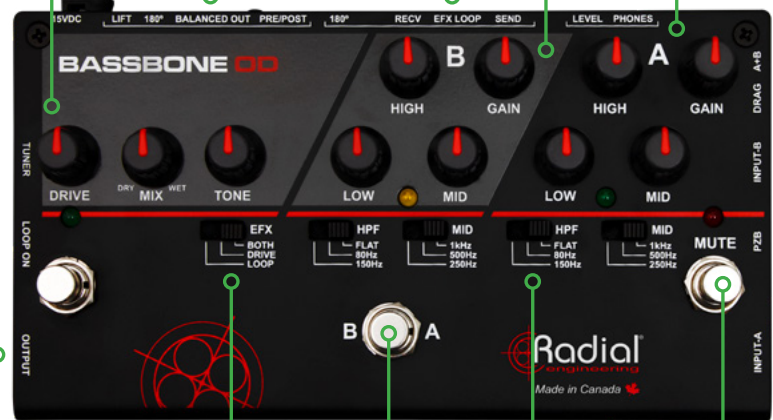 15VDC LIFT 180° BALANCED OUT PRE/POST 180° RECV EFX LOOP SEND LEVEL PHONES
BASSBONE DD
B
A
HIGH GAIN HIGH GAIN
A+B
DRAG
TUNER
INPUT-B
DRIVE DRY MIX WET TONE LOW MID LOW MID
LOOP ON
EFX
BOTH
DRIVE
LOOP
HPF
FLAT
80Hz
150Hz
MID
1kHz
500Hz
250Hz
HPF
FLAT
80Hz
150Hz
MID
1kHz
500Hz
250Hz
MUTE
PZB
B A
OUTPUT
INPUT-A
Radial®
engineering
Made in Canada